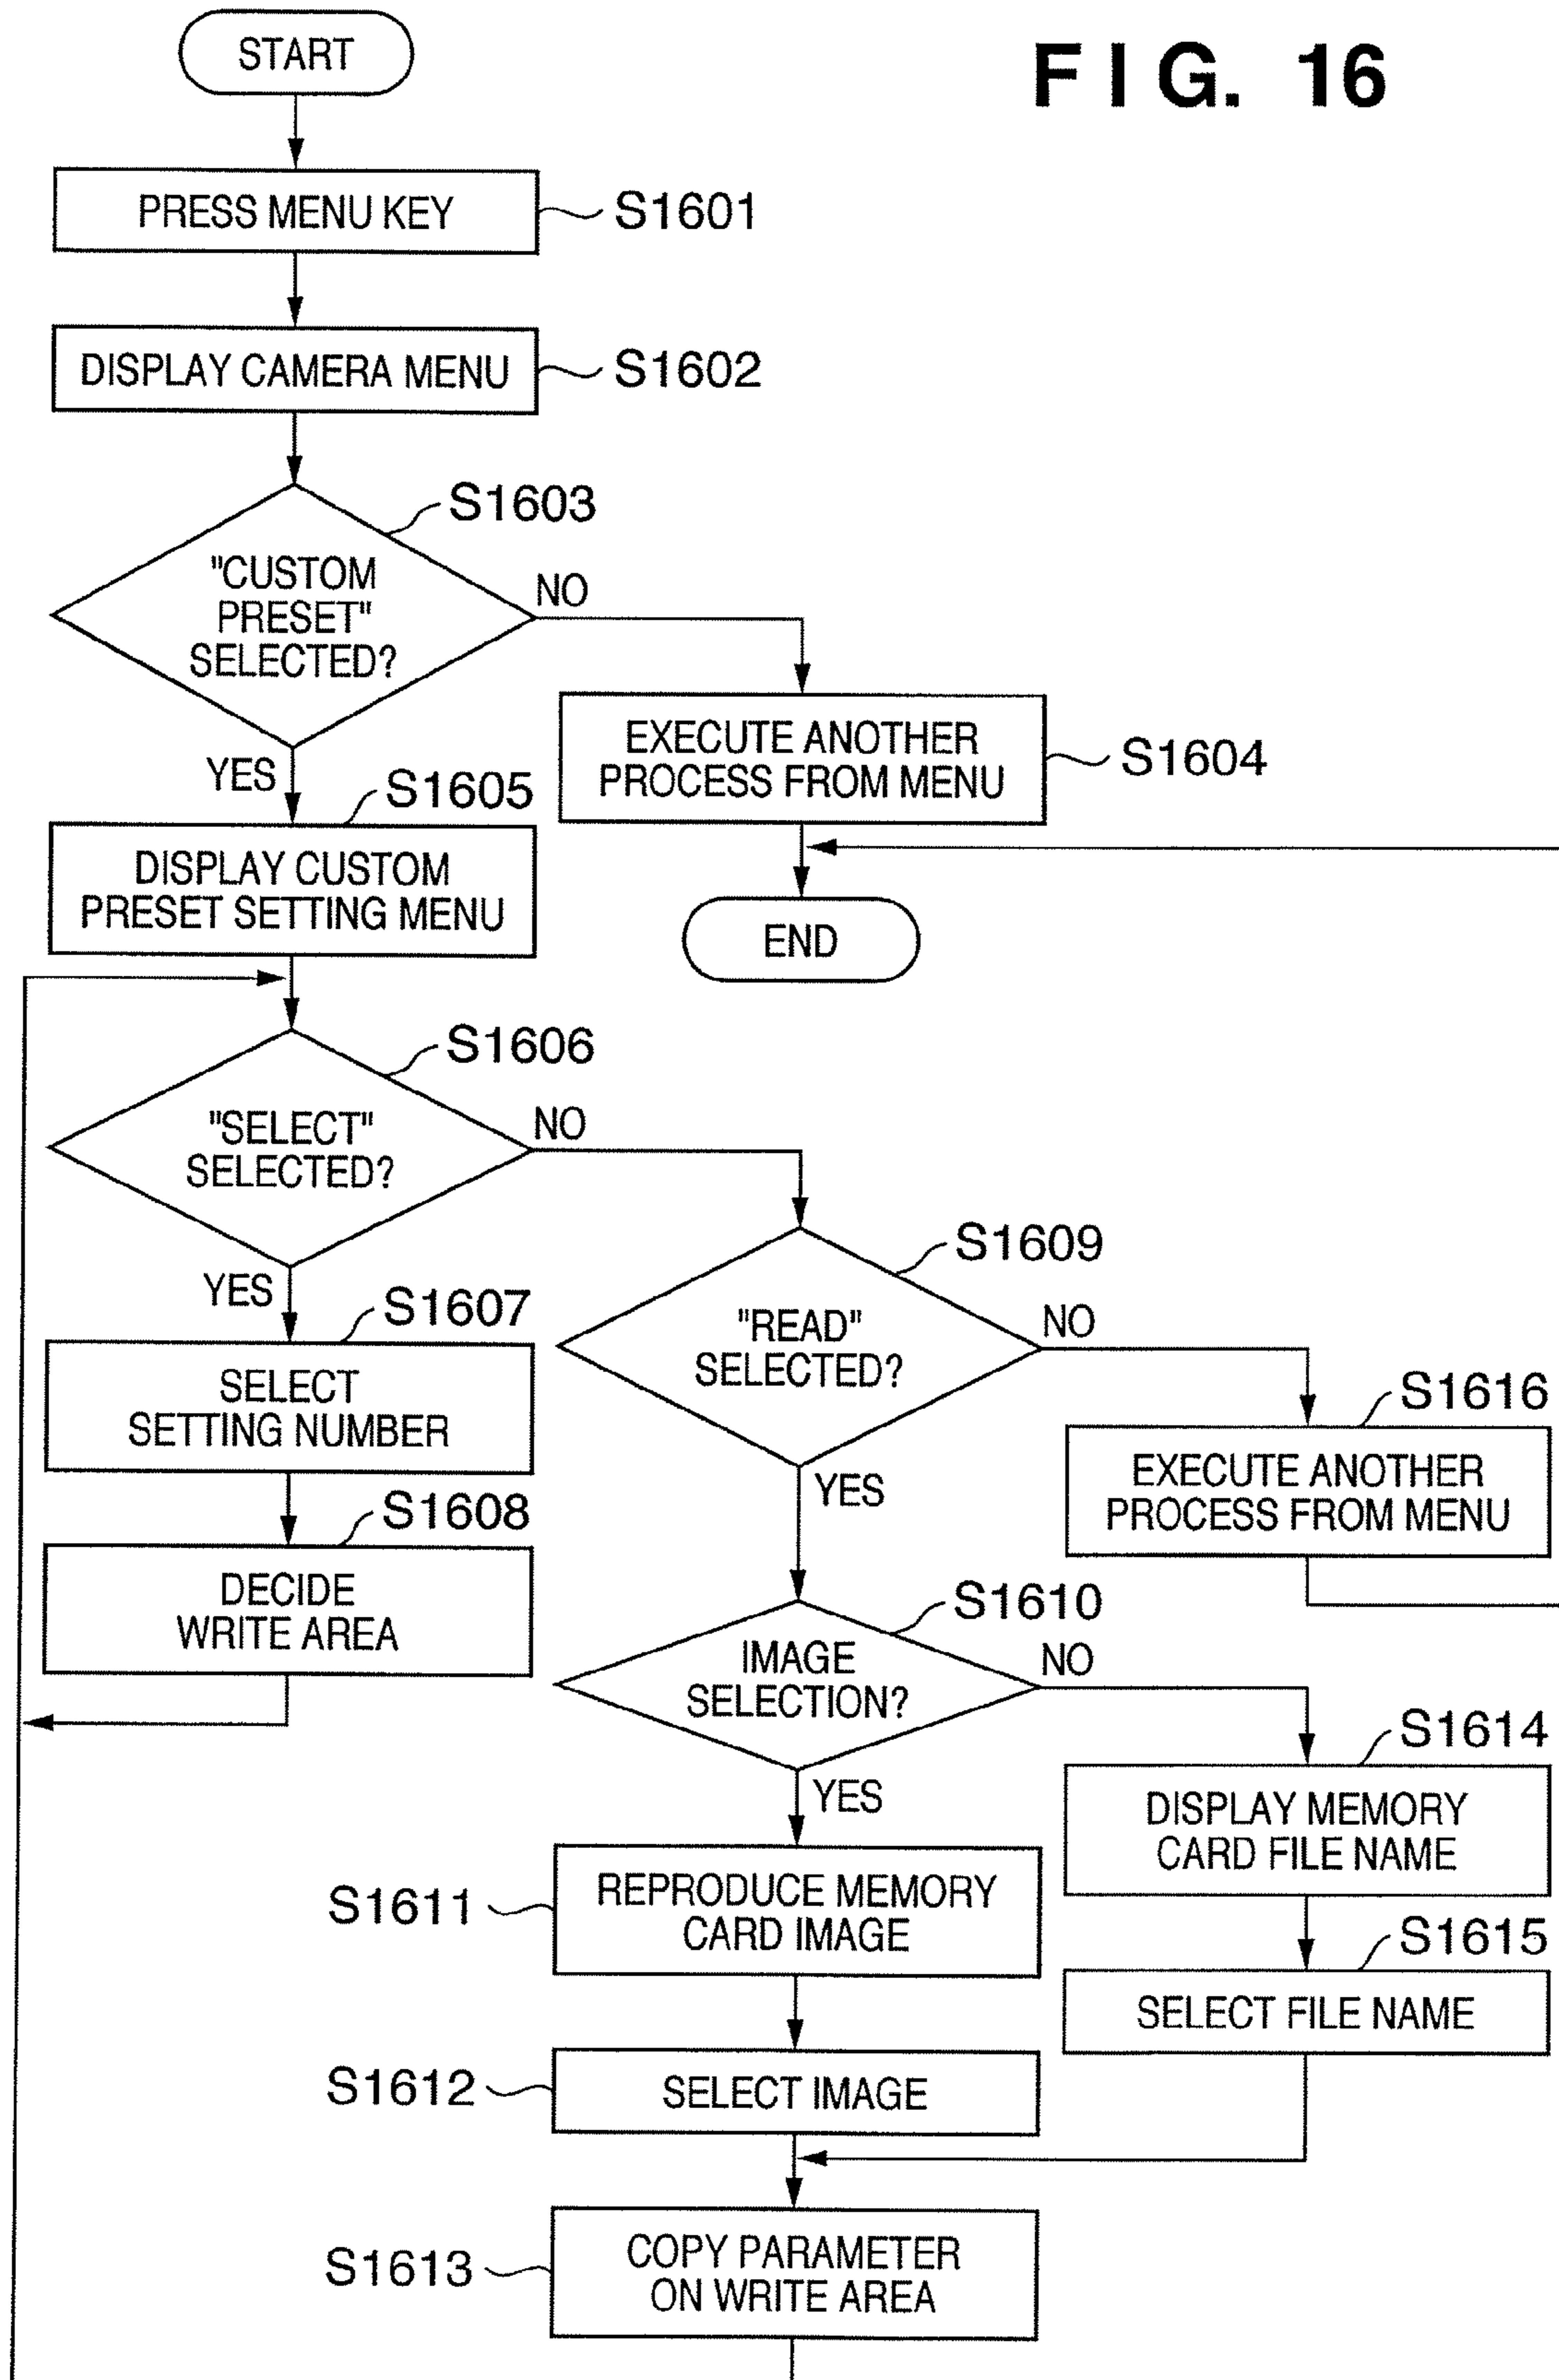 FIG. 16
START
PRESS MENU KEY
S1601
DISPLAY CAMERA MENU
S1602
S1603
"CUSTOM
PRESET"
SELECTED?
NO
YES
EXECUTE ANOTHER
PROCESS FROM MENU
S1604
S1605
DISPLAY CUSTOM
PRESET SETTING MENU
END
S1606
"SELECT"
SELECTED?
NO
YES
S1607
SELECT
SETTING NUMBER
S1608
DECIDE
WRITE AREA
S1609
"READ"
SELECTED?
NO
YES
S1616
EXECUTE ANOTHER
PROCESS FROM MENU
S1610
IMAGE
SELECTION?
NO
YES
S1614
DISPLAY MEMORY
CARD FILE NAME
S1611
REPRODUCE MEMORY
CARD IMAGE
S1615
SELECT FILE NAME
S1612
SELECT IMAGE
S1613
COPY PARAMETER
ON WRITE AREA